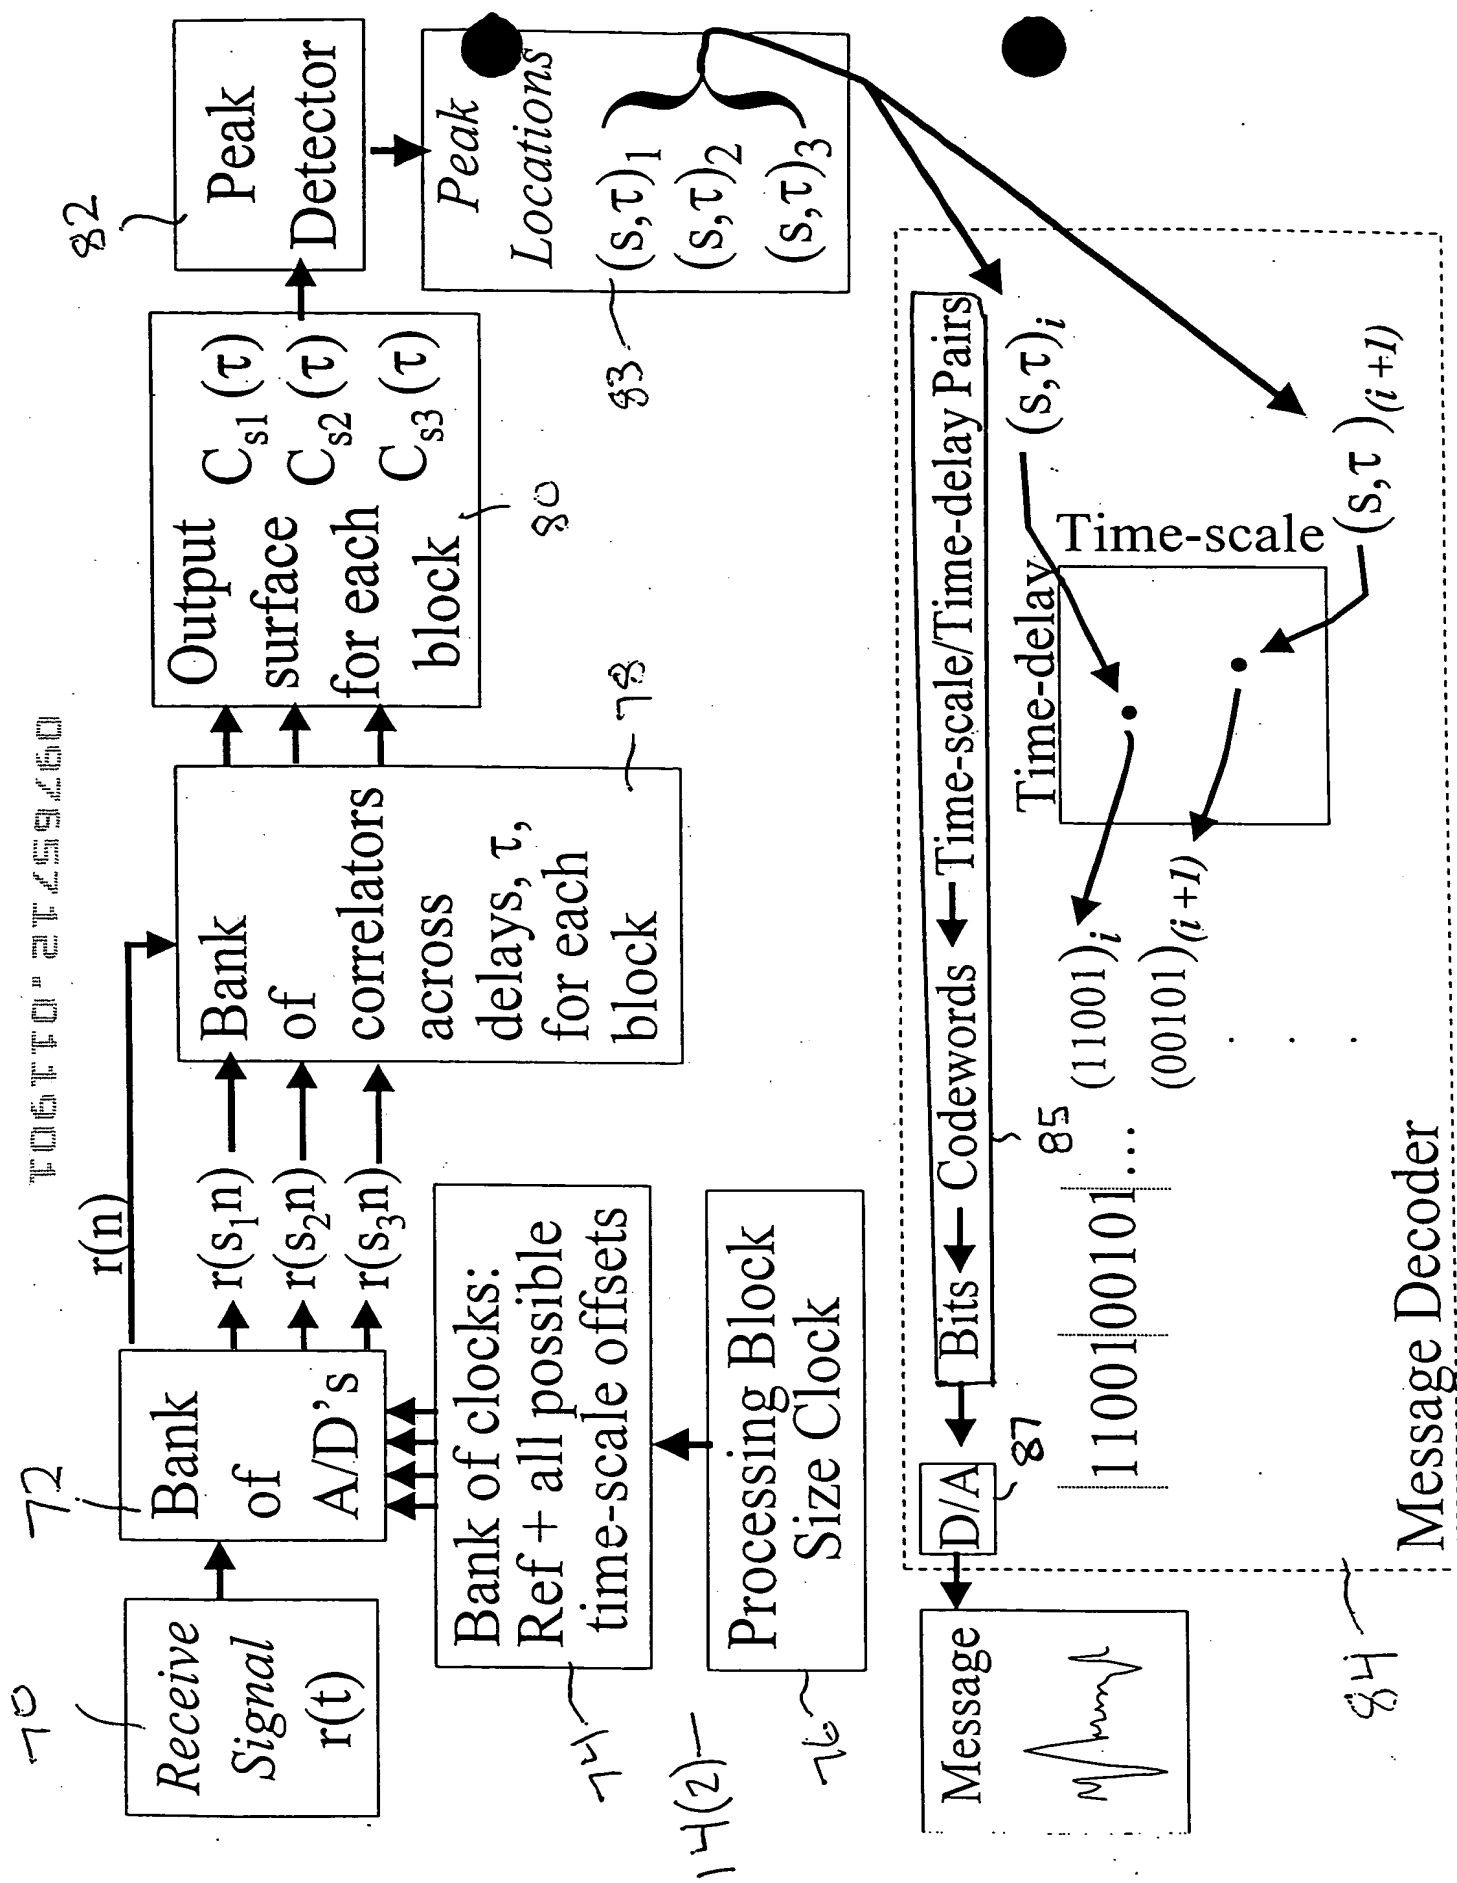 09765712.011901
70
Receive
Signal
r(t)
72
Bank
of
A/D's
r(n)
r(s1n)
r(s2n)
r(s3n)
Bank of clocks:
Ref + all possible
time-scale offsets
74
14(2)
Processing Block
Size Clock
76
Bank
of
correlators
across
delays, τ,
for each
block
78
Output
surface
for each
block
Cs1 (τ)
Cs2 (τ)
Cs3 (τ)
80
82
Peak
Detector
Peak
Locations
(s,τ)1
(s,τ)2
(s,τ)3
83
Message
D/A
87
Bits
Codewords
Time-scale/Time-delay Pairs
85
(s,τ)i
(s,τ)(i+1)
Time-delay
Time-scale
1100100101...
(11001)i
(00101)(i+1)
.
.
.
Message Decoder
84